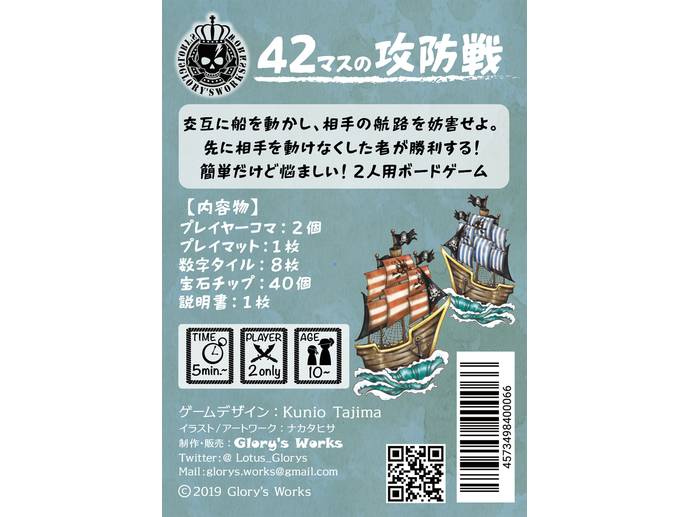 42マスの攻防戦
GLORY'S WORKS
交互に船を動かし、相手の航路を妨害せよ。
先に相手を動けなくした者が勝利する!
簡単だけど悩ましい! 2人用ボードゲーム
【内容物】
プレイヤーコマ:2個
プレイマット:1枚
数字タイル:8枚
宝石チップ:40個
説明書:1枚
TIME
5min.~
PLAYER
2 only
AGE
10~
ゲームデザイン:Kunio Tajima
イラスト/アートワーク:ナカタヒサ
制作・販売:Glory's Works
Twitter:@ Lotus_Glorys
Mail:glorys.works@gmail.com
©2019 Glory's Works
4573498400066